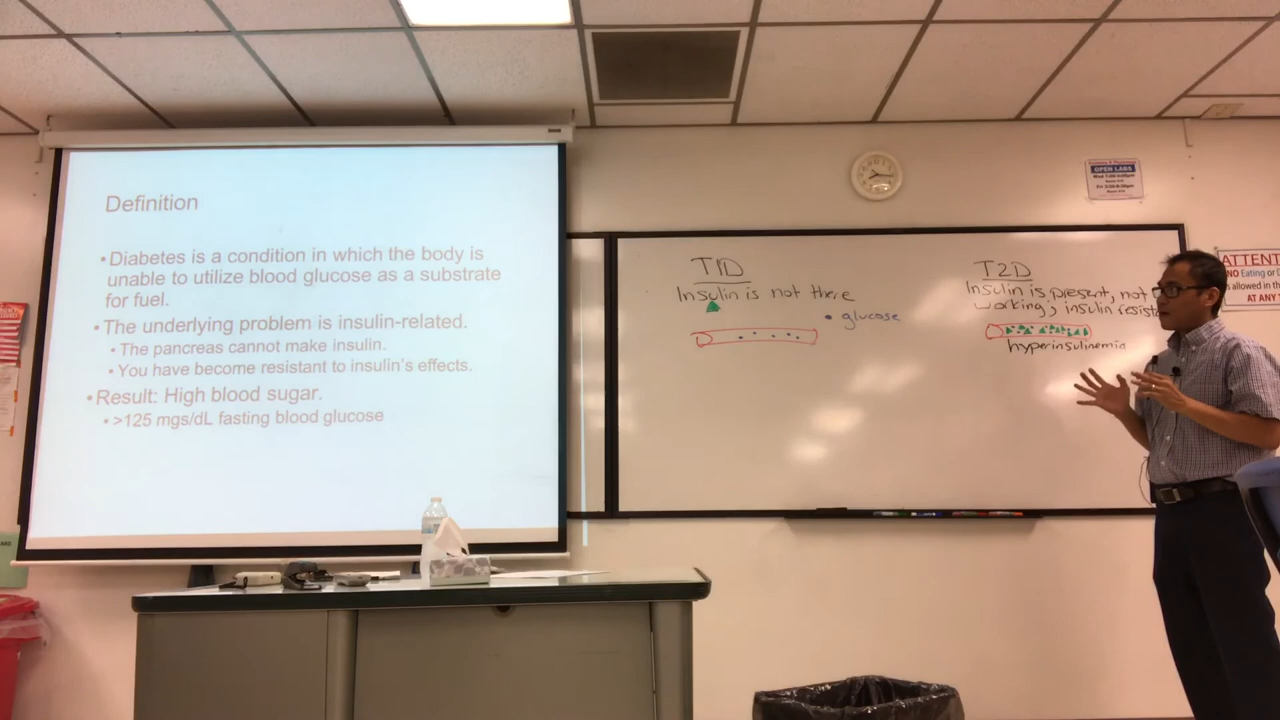 Definition
•Diabetes is a condition in which the body is
unable to utilize blood glucose as a substrate
for fuel.
•The underlying problem is insulin-related.
•The pancreas cannot make insulin.
•You have become resistant to insulin's effects.
•Result: High blood sugar.
•>125 mgs/dL fasting blood glucose
T1D
Insulin is not there
• glucose
T2D
Insulin is present, not
working, insulin resista
hyperinsulinemia
OPEN LABS
ATTENT
NO Eating or D
is allowed in th
AT ANY